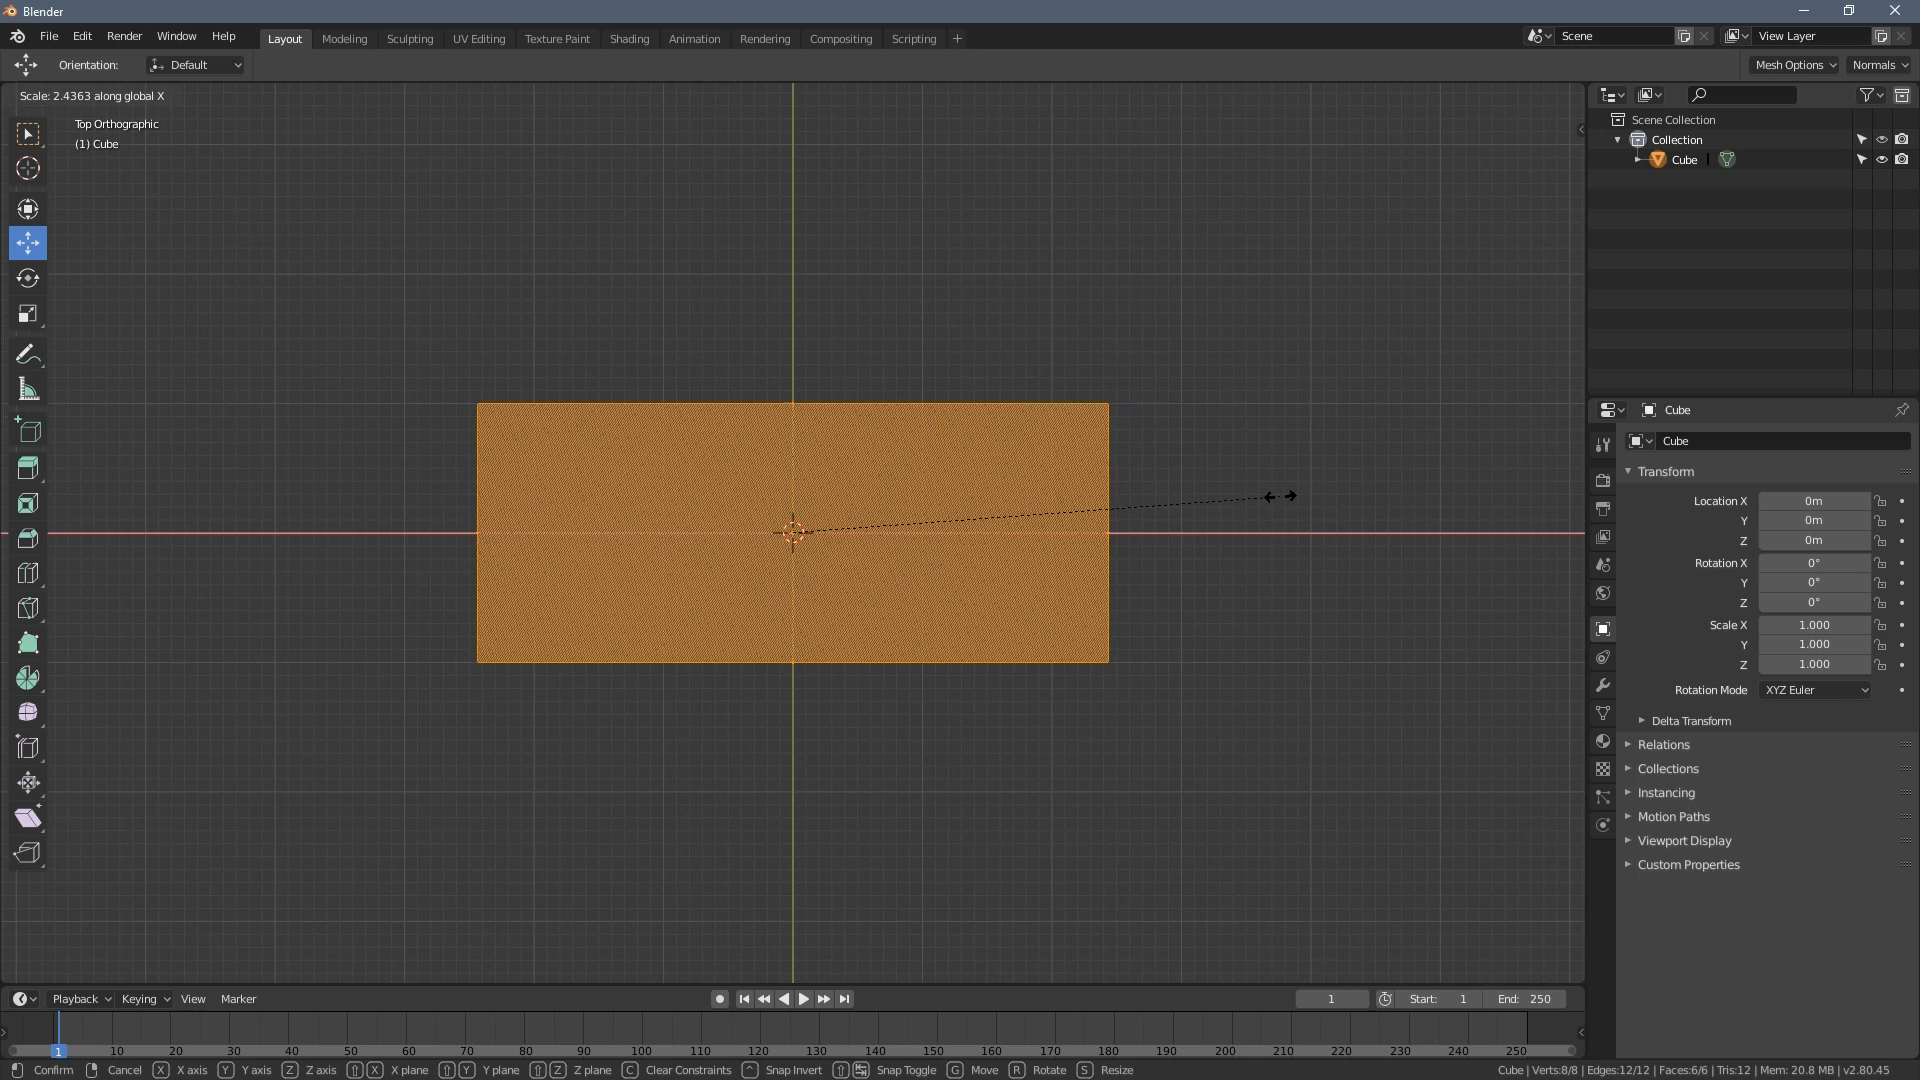 Blender
File Edit Render Window Help Layout Modeling Sculpting UV Editing Texture Paint Shading Animation Rendering Compositing Scripting + Scene View Layer
Orientation: Default Mesh Options Normals
Scale: 2.4363 along global X
Top Orthographic
(1) Cube
Scene Collection
Collection
Cube
Cube
Cube
Transform
Location X 0m
Y 0m
Z 0m
Rotation X 0°
Y 0°
Z 0°
Scale X 1.000
Y 1.000
Z 1.000
Rotation Mode XYZ Euler
Delta Transform
Relations
Collections
Instancing
Motion Paths
Viewport Display
Custom Properties
Playback Keying View Marker 1 Start: 1 End: 250
1 10 20 30 40 50 60 70 80 90 100 110 120 130 140 150 160 170 180 190 200 210 220 230 240 250
Confirm Cancel X X axis Y Y axis Z Z axis X X plane Y Y plane Z Z plane C Clear Constraints ^ Snap Invert Snap Toggle G Move R Rotate S Resize Cube | Verts:8/8 | Edges:12/12 | Faces:6/6 | Tris:12 | Mem: 20.8 MB | v2.80.45